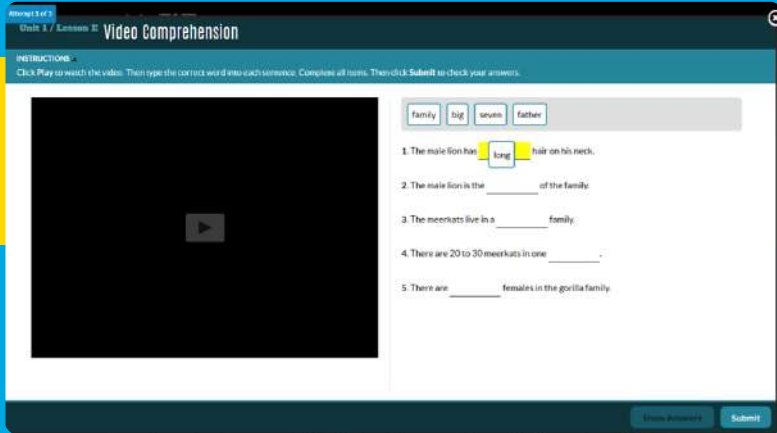 Attempt 1 of 3
Unit 1 / Lesson E Video Comprehension
INSTRUCTIONS
Click Play to watch the video. Then type the correct word into each sentence. Complete all items. Then click Submit to check your answers.
family big seven father
1. The male lion has long hair on his neck.
2. The male lion is the of the family.
3. The meerkats live in a family.
4. There are 20 to 30 meerkats in one .
5. There are females in the gorilla family.
Show Answers Submit